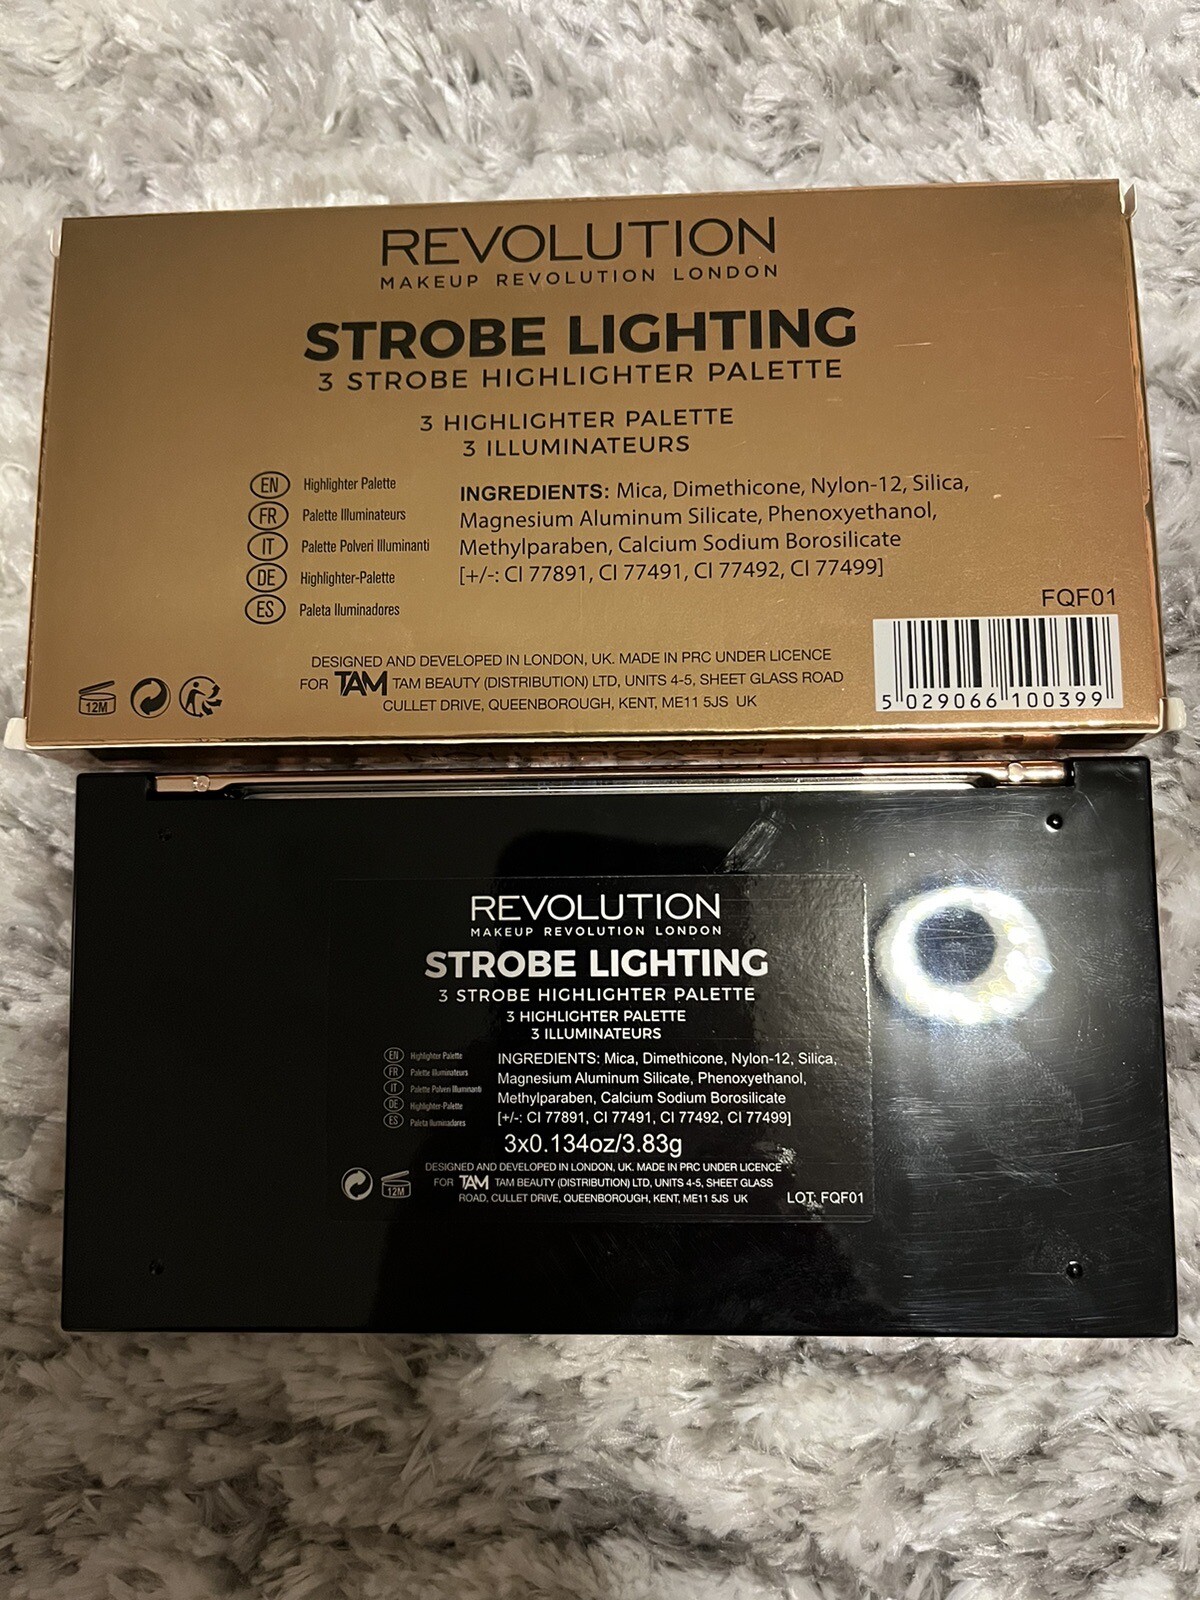 REVOLUTION
MAKEUP REVOLUTION LONDON
STROBE LIGHTING
3 STROBE HIGHLIGHTER PALETTE
3 HIGHLIGHTER PALETTE
3 ILLUMINATEURS
EN Highlighter Palette
FR Palette Illuminateurs
IT Palette Polveri Illuminanti
DE Highlighter-Palette
ES Paleta Iluminadores
INGREDIENTS: Mica, Dimethicone, Nylon-12, Silica,
Magnesium Aluminum Silicate, Phenoxyethanol,
Methylparaben, Calcium Sodium Borosilicate
[+/-: CI 77891, CI 77491, CI 77492, CI 77499]
FQF01
12M
DESIGNED AND DEVELOPED IN LONDON, UK. MADE IN PRC UNDER LICENCE
FOR TAM TAM BEAUTY (DISTRIBUTION) LTD, UNITS 4-5, SHEET GLASS ROAD
CULLET DRIVE, QUEENBOROUGH, KENT, ME11 5JS UK
5 029066 100399
REVOLUTION
MAKEUP REVOLUTION LONDON
STROBE LIGHTING
3 STROBE HIGHLIGHTER PALETTE
3 HIGHLIGHTER PALETTE
3 ILLUMINATEURS
EN Highlighter Palette
FR Palette Illuminateurs
IT Palette Polveri Illuminanti
DE Highlighter-Palette
ES Paleta Iluminadores
INGREDIENTS: Mica, Dimethicone, Nylon-12, Silica,
Magnesium Aluminum Silicate, Phenoxyethanol,
Methylparaben, Calcium Sodium Borosilicate
[+/-: CI 77891, CI 77491, CI 77492, CI 77499]
3x0.134oz/3.83g
DESIGNED AND DEVELOPED IN LONDON, UK. MADE IN PRC UNDER LICENCE
FOR TAM TAM BEAUTY (DISTRIBUTION) LTD, UNITS 4-5, SHEET GLASS
ROAD, CULLET DRIVE, QUEENBOROUGH, KENT, ME11 5JS UK
12M
LOT: FQF01